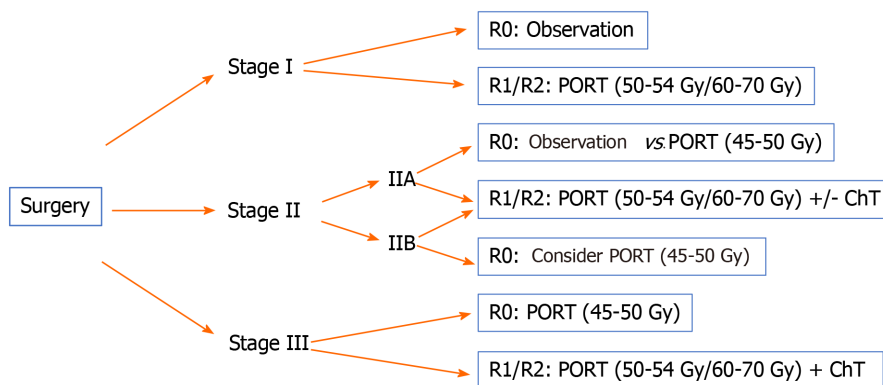 Surgery
Stage I
R0: Observation
R1/R2: PORT (50-54 Gy/60-70 Gy)
Stage II
IIA
R0: Observation vs. PORT (45-50 Gy)
R1/R2: PORT (50-54 Gy/60-70 Gy) +/- ChT
IIB
R0: Consider PORT (45-50 Gy)
Stage III
R0: PORT (45-50 Gy)
R1/R2: PORT (50-54 Gy/60-70 Gy) + ChT